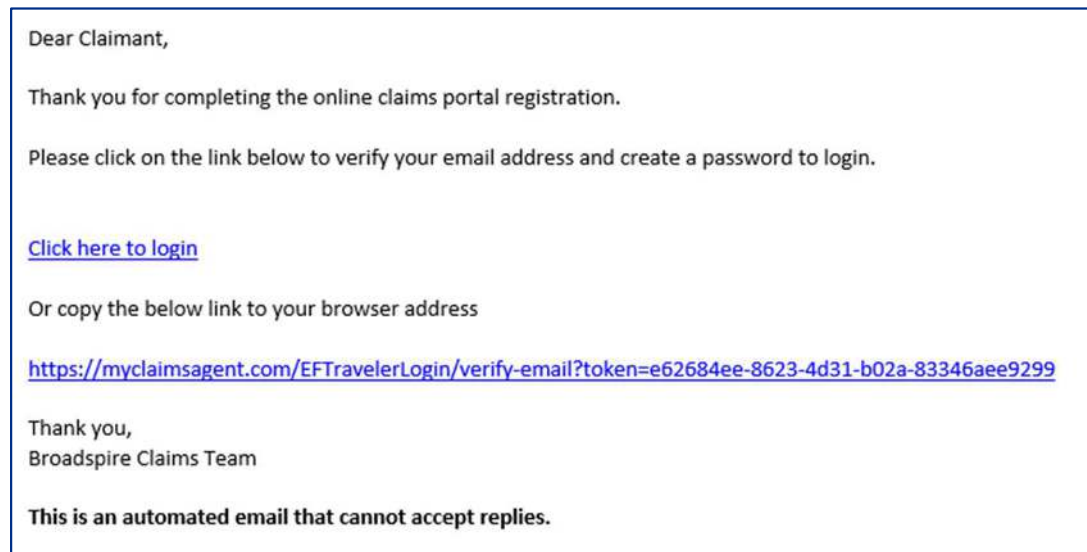 Dear Claimant,
Thank you for completing the online claims portal registration.
Please click on the link below to verify your email address and create a password to login.
Click here to login
Or copy the below link to your browser address
https://myclaimsagent.com/EFTravelerLogin/verify-email?token=e62684ee-8623-4d31-b02a-83346aee9299
Thank you,
Broadspire Claims Team
This is an automated email that cannot accept replies.